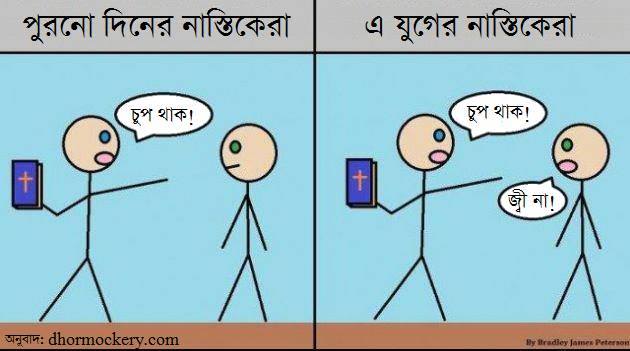 পুরনো দিনের নাস্তিকেরা
এ যুগের নাস্তিকেরা
চুপ থাক!
চুপ থাক!
জ্বী না!
অনুবাদ: dhormockery.com
By Bradley James Peterson